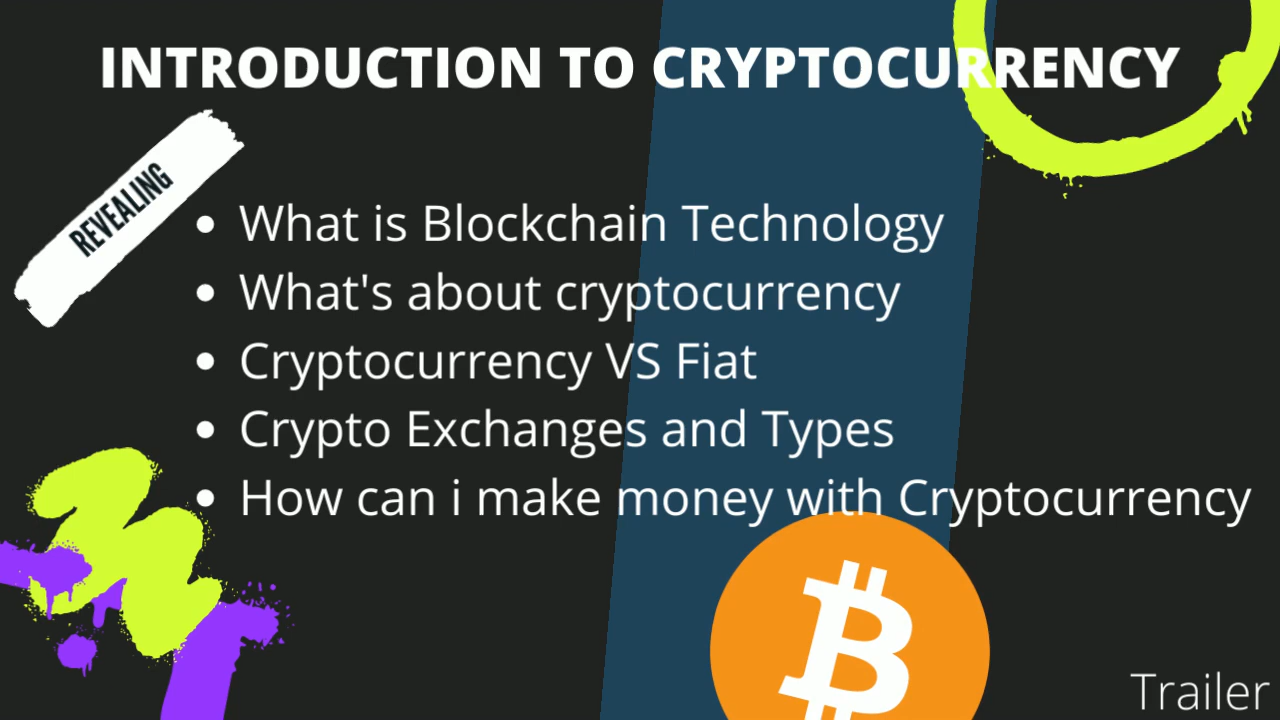 INTRODUCTION TO CRYPTOCURRENCY
REVEALING
What is Blockchain Technology
What's about cryptocurrency
Cryptocurrency VS Fiat
Crypto Exchanges and Types
How can i make money with Cryptocurrency
Trailer